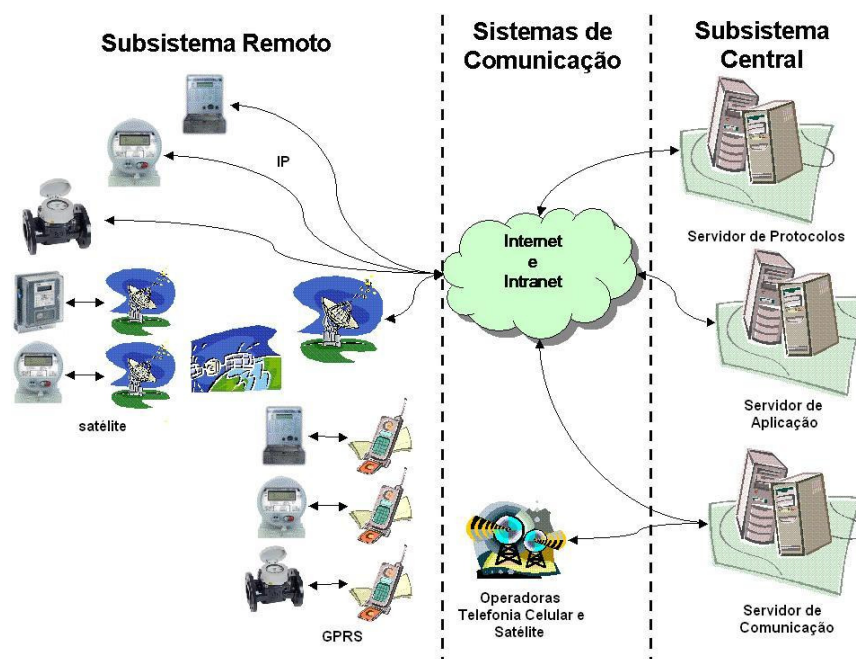 Subsistema Remoto
Sistemas de
Comunicação
Subsistema
Central
IP
Internet
e
Intranet
Servidor de Protocolos
satélite
Servidor de
Aplicação
GPRS
Operadoras
Telefonia Celular e
Satélite
Servidor de
Comunicação